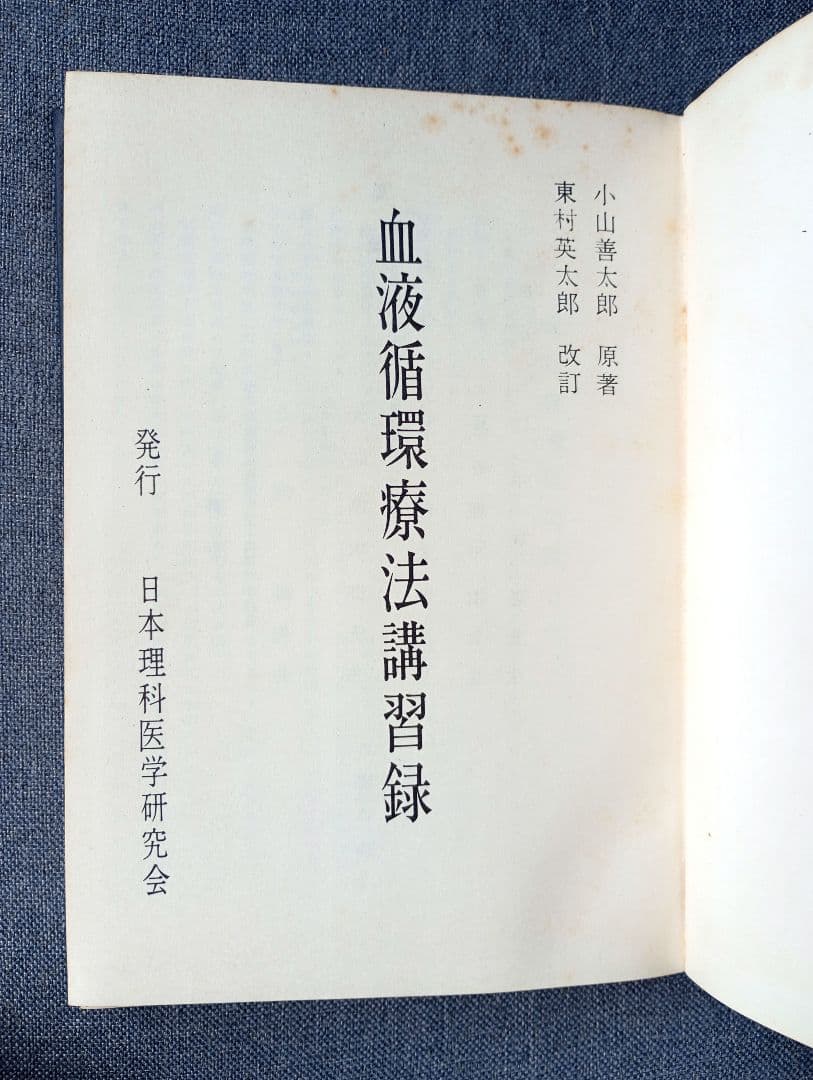 小山善太郎 原著
東村英太郎 改訂
血液循環療法講習録
発行 日本理科医学研究会